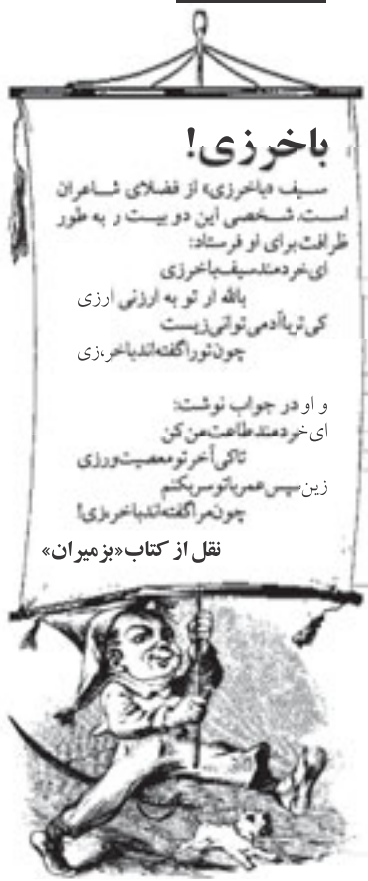 باخرزی!
سیف «باخرزی» از فضلای شاعران
است. شخصی این دو بیت ر به طور
ظرافت برای او فرستاد:
ای خردمند سیف باخرزی
بالله ار تو به ارزنی ارزی
کی تو با آدمی توانی زیست
چون تو را گفته‌اند باخر،زی
و او در جواب نوشت:
ای خردمند طاعت من کن
تا کی آخر تو معصیت ورزی
زین سپس عمر با تو سر بکنم
چون مرا گفته‌اند باخر،زی!
نقل از کتاب «بزم ایران»